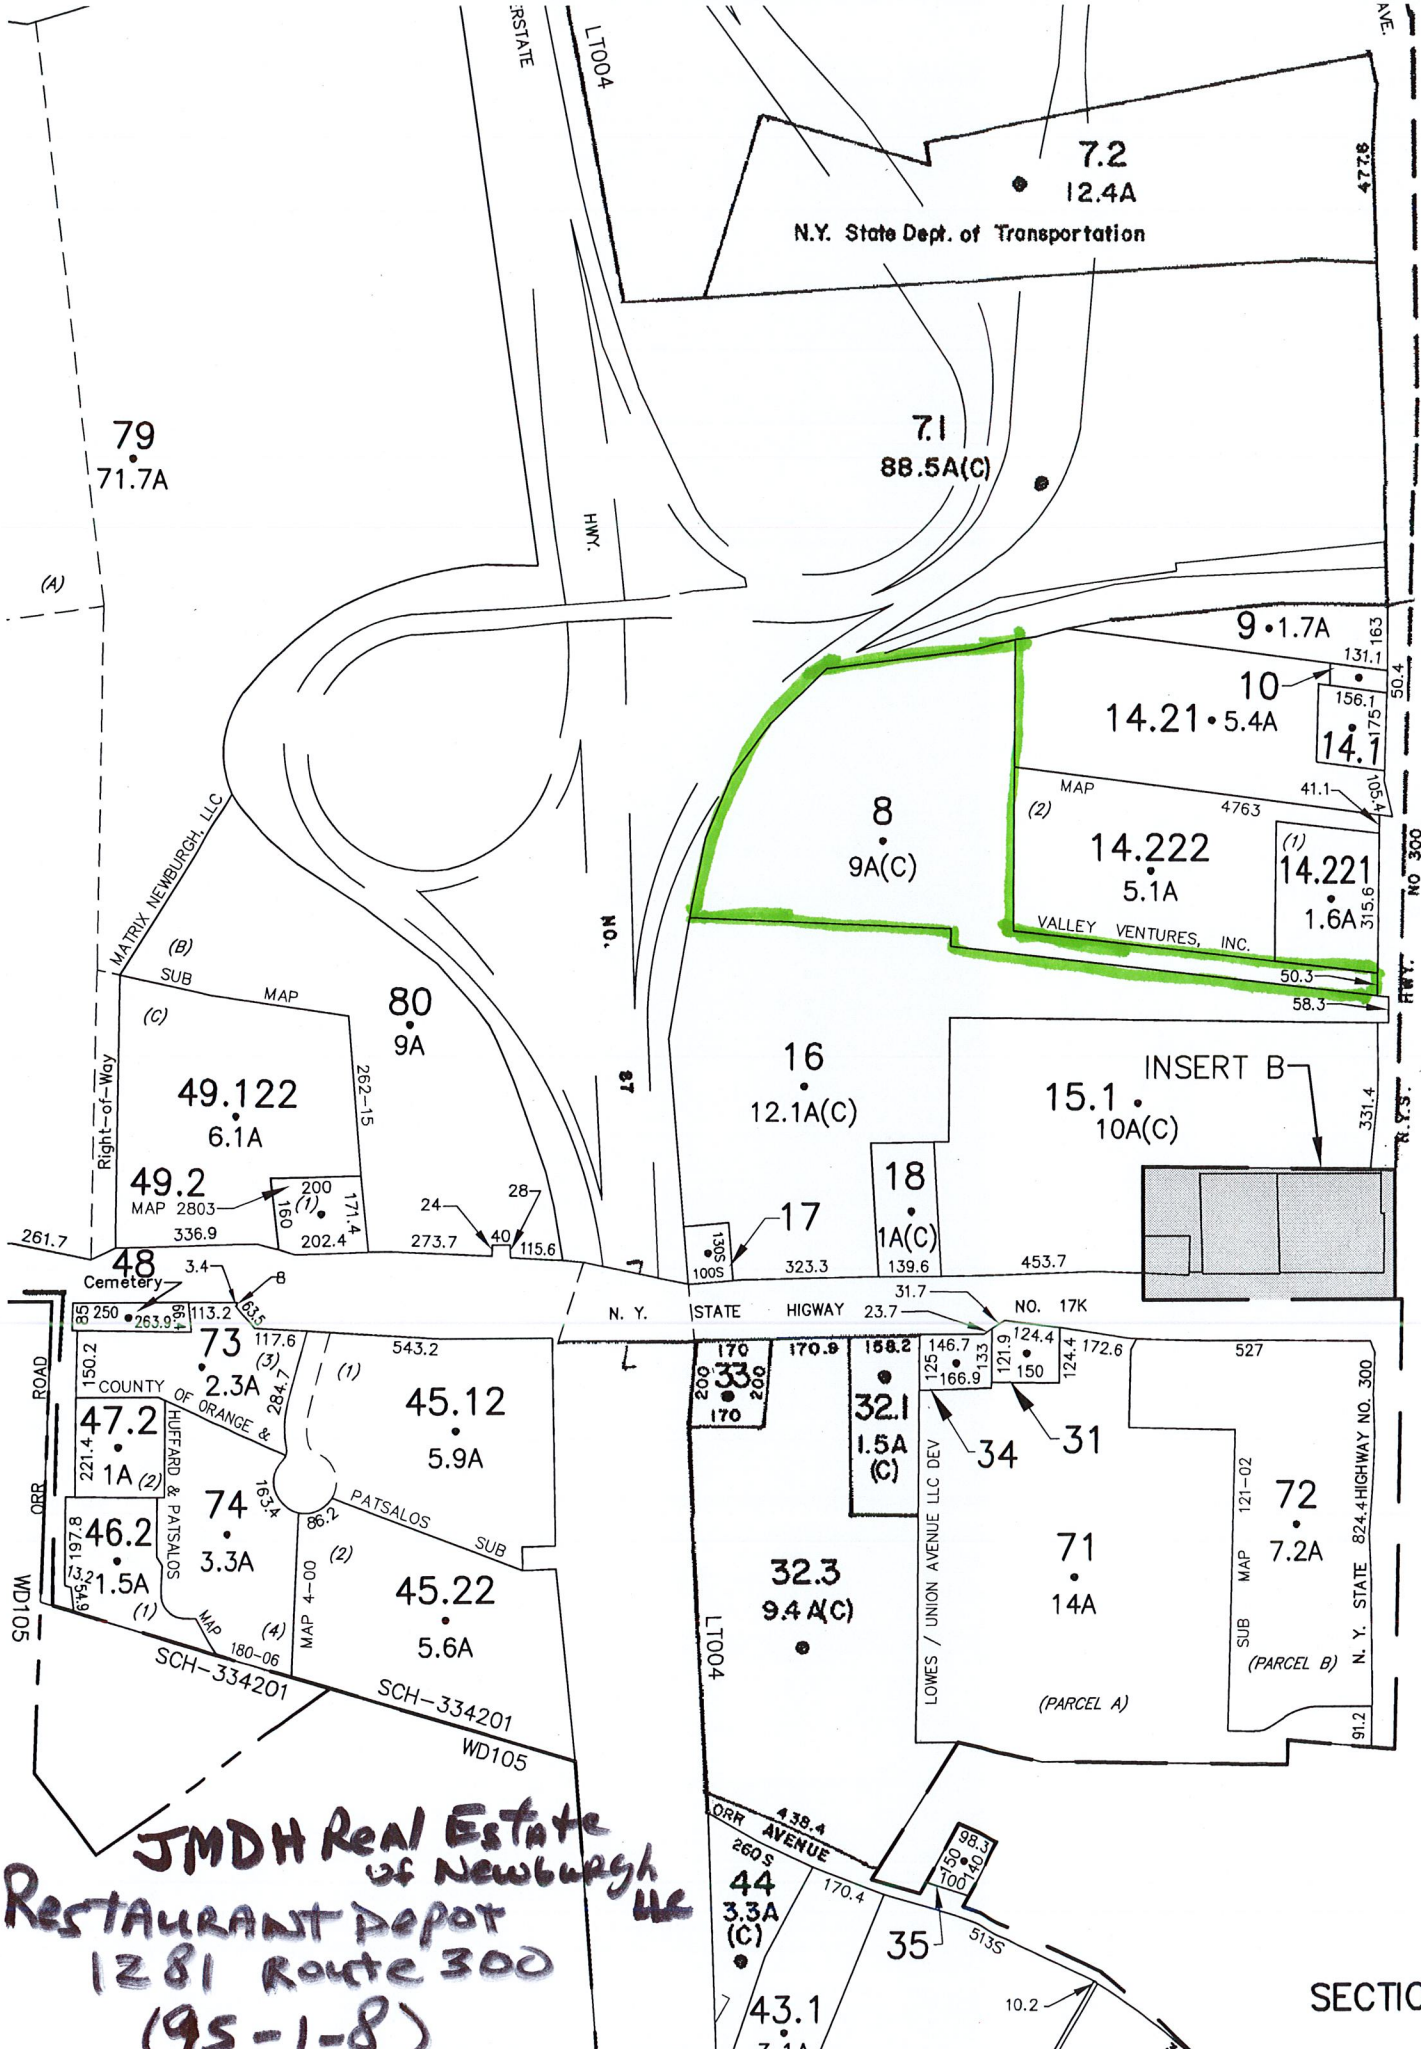 ERSTATE
LT004
AVE.
7.2
12.4A
477.6
N.Y. State Dept. of Transportation
79
71.7A
7.1
88.5A(C)
HWY.
(A)
9 1.7A
163
131.1
50.4
10
156.1
175
14.21 5.4A
14.1
105.4
41.1
MAP
4763
(2)
8
9A(C)
14.222
5.1A
(1)
14.221
1.6A
315.6
NO 300
MATRIX NEWBURGH, LLC
NO.
VALLEY VENTURES, INC.
(B)
SUB MAP
50.3
58.3
HWY.
(C)
80
9A
Right-of-Way
49.122
6.1A
262-15
87
16
12.1A(C)
15.1
10A(C)
INSERT B
331.4
N.Y.S.
49.2
MAP 2803
200
(1)
160
171.4
202.4
336.9
261.7
273.7
24
40
28
115.6
18
1A(C)
17
130S
100S
323.3
139.6
453.7
48
Cemetery
3.4
8
31.7
23.7
N. Y. STATE HIGWAY NO. 17K
85
250
263.9
66.4
113.2
63.5
117.6
543.2
170
170.9
158.2
146.7
125
166.9
133
121.9
124.4
150
124.4
172.6
527
ROAD
150.2
73
2.3A
(3)
284.7
(1)
COUNTY OF ORANGE &
200
33
200
170
47.2
1A (2)
221.4
HUFFARD & PATSALOS
MAP
45.12
5.9A
32.1
1.5A
(C)
34
31
ORR
163.4
86.2
PATSALOS SUB
46.2
1.5A
197.8
13.2
54.9
(1)
74
3.3A
(4)
MAP 4-00
(2)
45.22
5.6A
LOWES / UNION AVENUE LLC DEV
71
14A
SUB MAP 121-02
72
7.2A
N. Y. STATE 824.4 HIGHWAY NO. 300
32.3
9.4 A(C)
WD105
180-06
SCH-334201
SCH-334201
WD105
LT004
(PARCEL A)
(PARCEL B)
91.2
JMDH Real Estate
of Newburgh
LLC
Restaurant Depot
1281 Route 300
(95-1-8)
ORR AVENUE
438.4
260S
170.4
44
3.3A
(C)
98.3
150
140
100
35
513S
43.1
10.2
SECTIO